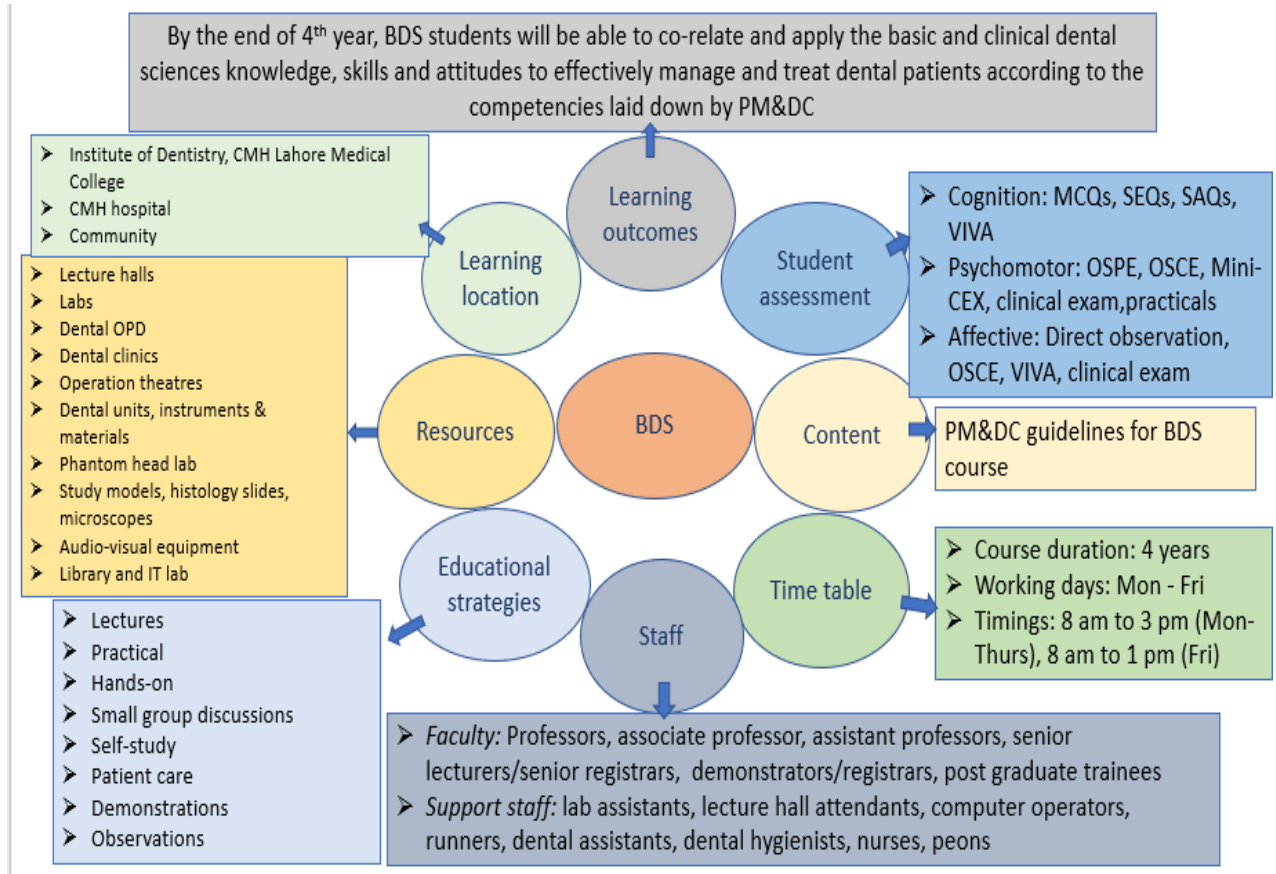 By the end of 4th year, BDS students will be able to co-relate and apply the basic and clinical dental
sciences knowledge, skills and attitudes to effectively manage and treat dental patients according to the
competencies laid down by PM&DC
Learning
outcomes
➢ Institute of Dentistry, CMH Lahore Medical
College
➢ CMH hospital
➢ Community
Learning
location
Student
assessment
➢ Cognition: MCQs, SEQs, SAQs,
VIVA
➢ Psychomotor: OSPE, OSCE, Mini-
CEX, clinical exam,practicals
➢ Affective: Direct observation,
OSCE, VIVA, clinical exam
➢ Lecture halls
➢ Labs
➢ Dental OPD
➢ Dental clinics
➢ Operation theatres
➢ Dental units, instruments &
materials
➢ Phantom head lab
➢ Study models, histology slides,
microscopes
➢ Audio-visual equipment
➢ Library and IT lab
Resources
BDS
Content
PM&DC guidelines for BDS
course
Educational
strategies
➢ Lectures
➢ Practical
➢ Hands-on
➢ Small group discussions
➢ Self-study
➢ Patient care
➢ Demonstrations
➢ Observations
Staff
Time table
➢ Course duration: 4 years
➢ Working days: Mon - Fri
➢ Timings: 8 am to 3 pm (Mon-
Thurs), 8 am to 1 pm (Fri)
➢ Faculty: Professors, associate professor, assistant professors, senior
lecturers/senior registrars, demonstrators/registrars, post graduate trainees
➢ Support staff: lab assistants, lecture hall attendants, computer operators,
runners, dental assistants, dental hygienists, nurses, peons